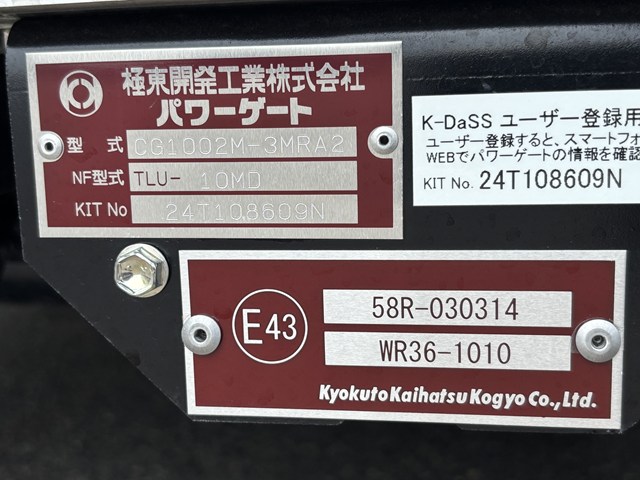 極東開発工業株式会社
パワーゲート
型 式 CG1002M-3MRA2
NF型式 TLU- 10MD
KIT No 24T108609N
K-DaSS ユーザー登録用
ユーザー登録すると、スマートフォ
WEBでパワーゲートの情報を確認
KIT No. 24T108609N
E43
58R-030314
WR36-1010
Kyokuto Kaihatsu Kogyo Co., Ltd.